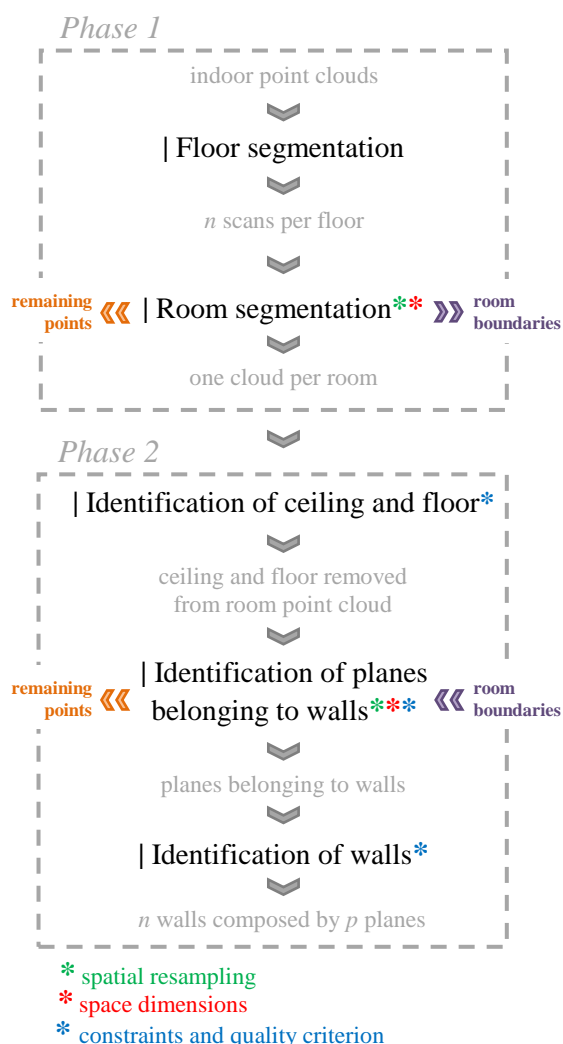 Phase 1
indoor point clouds
| Floor segmentation
n scans per floor
remaining
points
| Room segmentation**
room
boundaries
one cloud per room
Phase 2
| Identification of ceiling and floor*
ceiling and floor removed
from room point cloud
remaining
points
| Identification of planes
belonging to walls***
room
boundaries
planes belonging to walls
| Identification of walls*
n walls composed by p planes
* spatial resampling
* space dimensions
* constraints and quality criterion